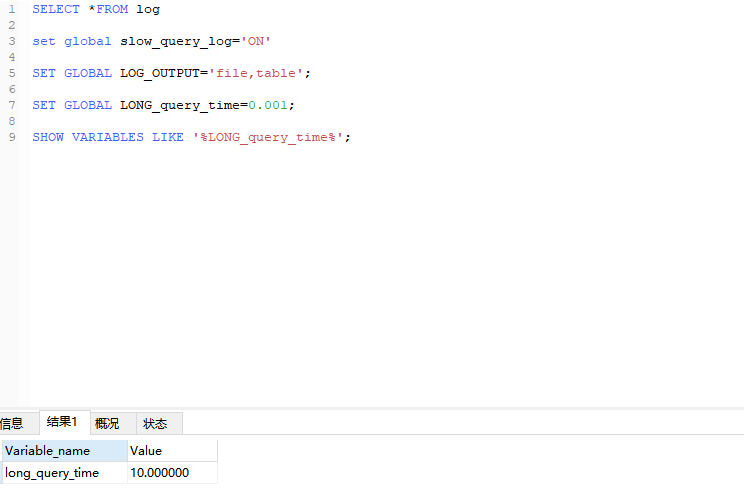 1 SELECT *FROM log
2
3 set global slow_query_log='ON'
4
5 SET GLOBAL LOG_OUTPUT='file,table';
6
7 SET GLOBAL LONG_query_time=0.001;
8
9 SHOW VARIABLES LIKE '%LONG_query_time%';
信息 结果1 概况 状态
Variable_name Value
long_query_time 10.000000